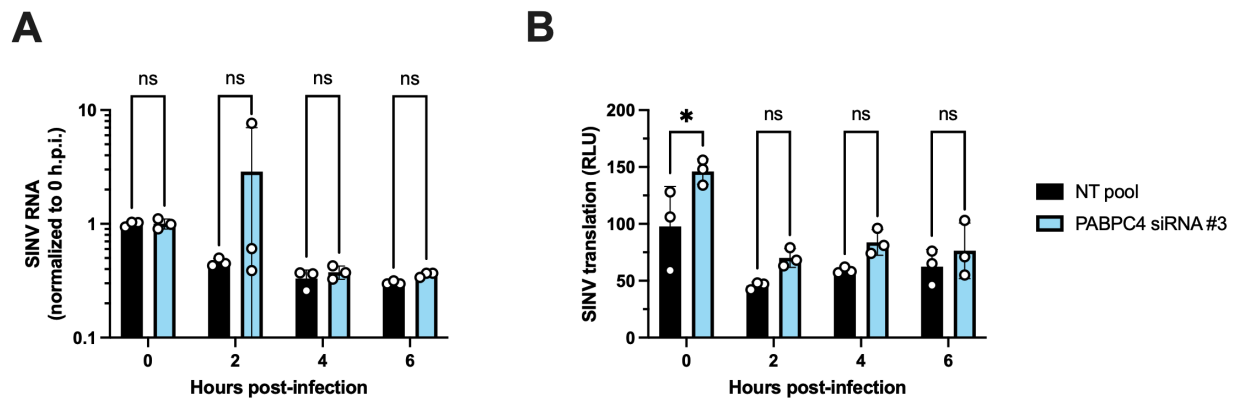 A
B
ns
ns
ns
ns
10
1
0.1
SINV RNA
(normalized to 0 h.p.i.)
0
2
4
6
Hours post-infection
*
ns
ns
ns
200
150
100
50
0
SINV translation (RLU)
0
2
4
6
Hours post-infection
NT pool
PABPC4 siRNA #3